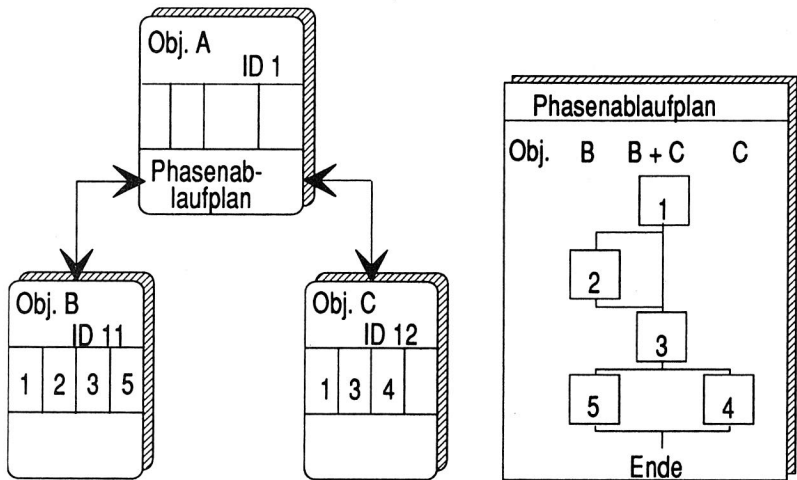 Obj. A
ID 1
Phasenab-
laufplan
Obj. B
ID 11
1 2 3 5
Obj. C
ID 12
1 3 4
Phasenablaufplan
Obj. B B + C C
1
2
3
5 4
Ende